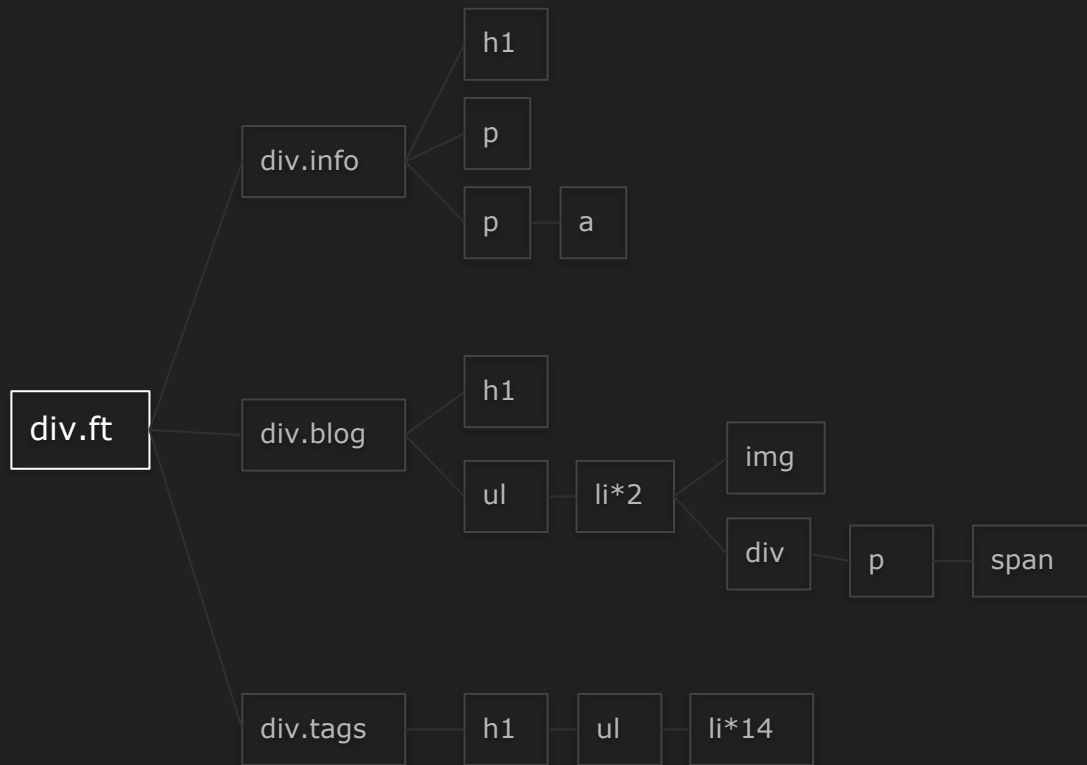 h1
p
div.info
p a
h1
div.ft
div.blog
img
ul li*2
div p span
div.tags h1 ul li*14